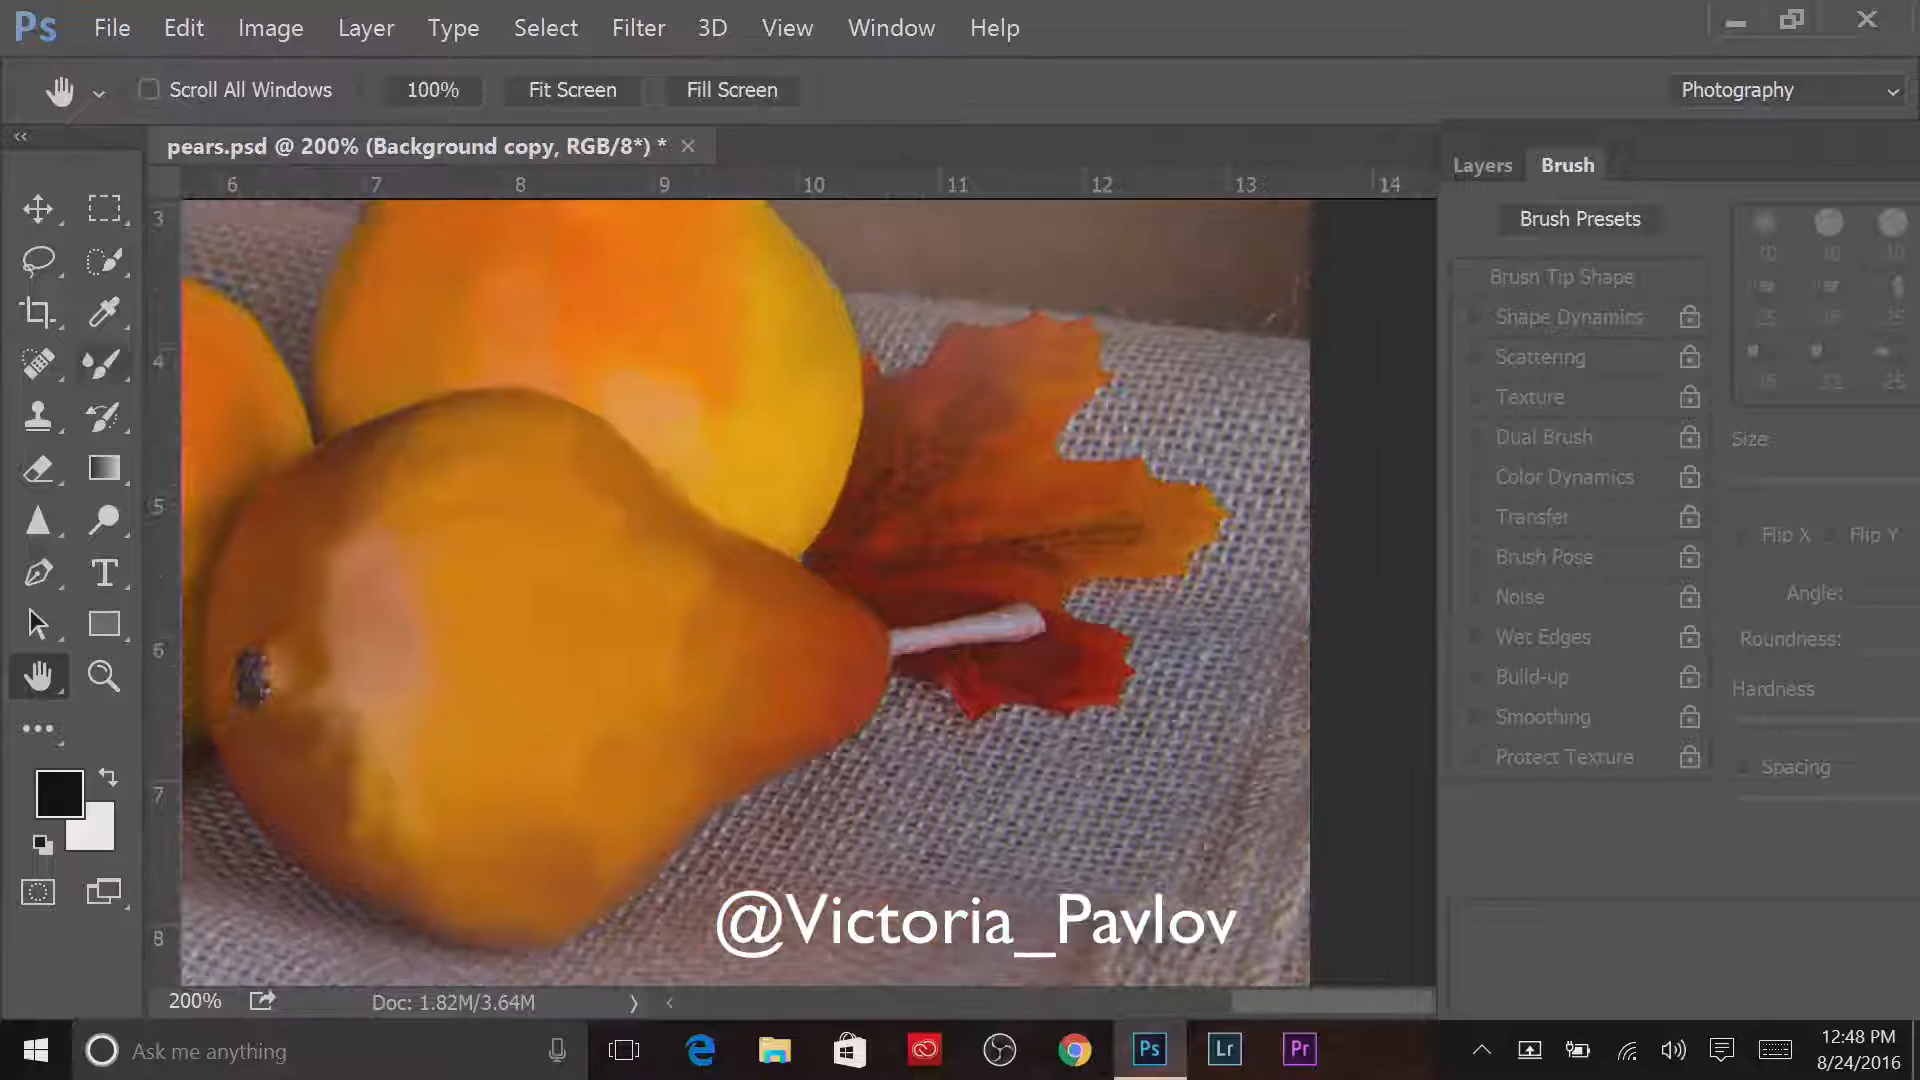 Ps File Edit Image Layer Type Select Filter 3D View Window Help
Scroll All Windows 100% Fit Screen Fill Screen Photography
pears.psd @ 200% (Background copy, RGB/8*) *
6 7 8 9 10 11 12 13 14
3
4
5
6
7
8
Layers Brush
Brush Presets
Brush Tip Shape
Shape Dynamics
Scattering
Texture
Dual Brush
Color Dynamics
Transfer
Brush Pose
Noise
Wet Edges
Build-up
Smoothing
Protect Texture
Size
Flip X Flip Y
Angle:
Roundness:
Hardness
Spacing
T
@Victoria_Pavlov
200% Doc: 1.82M/3.64M
Ask me anything
Ps Lr Pr
12:48 PM
8/24/2016